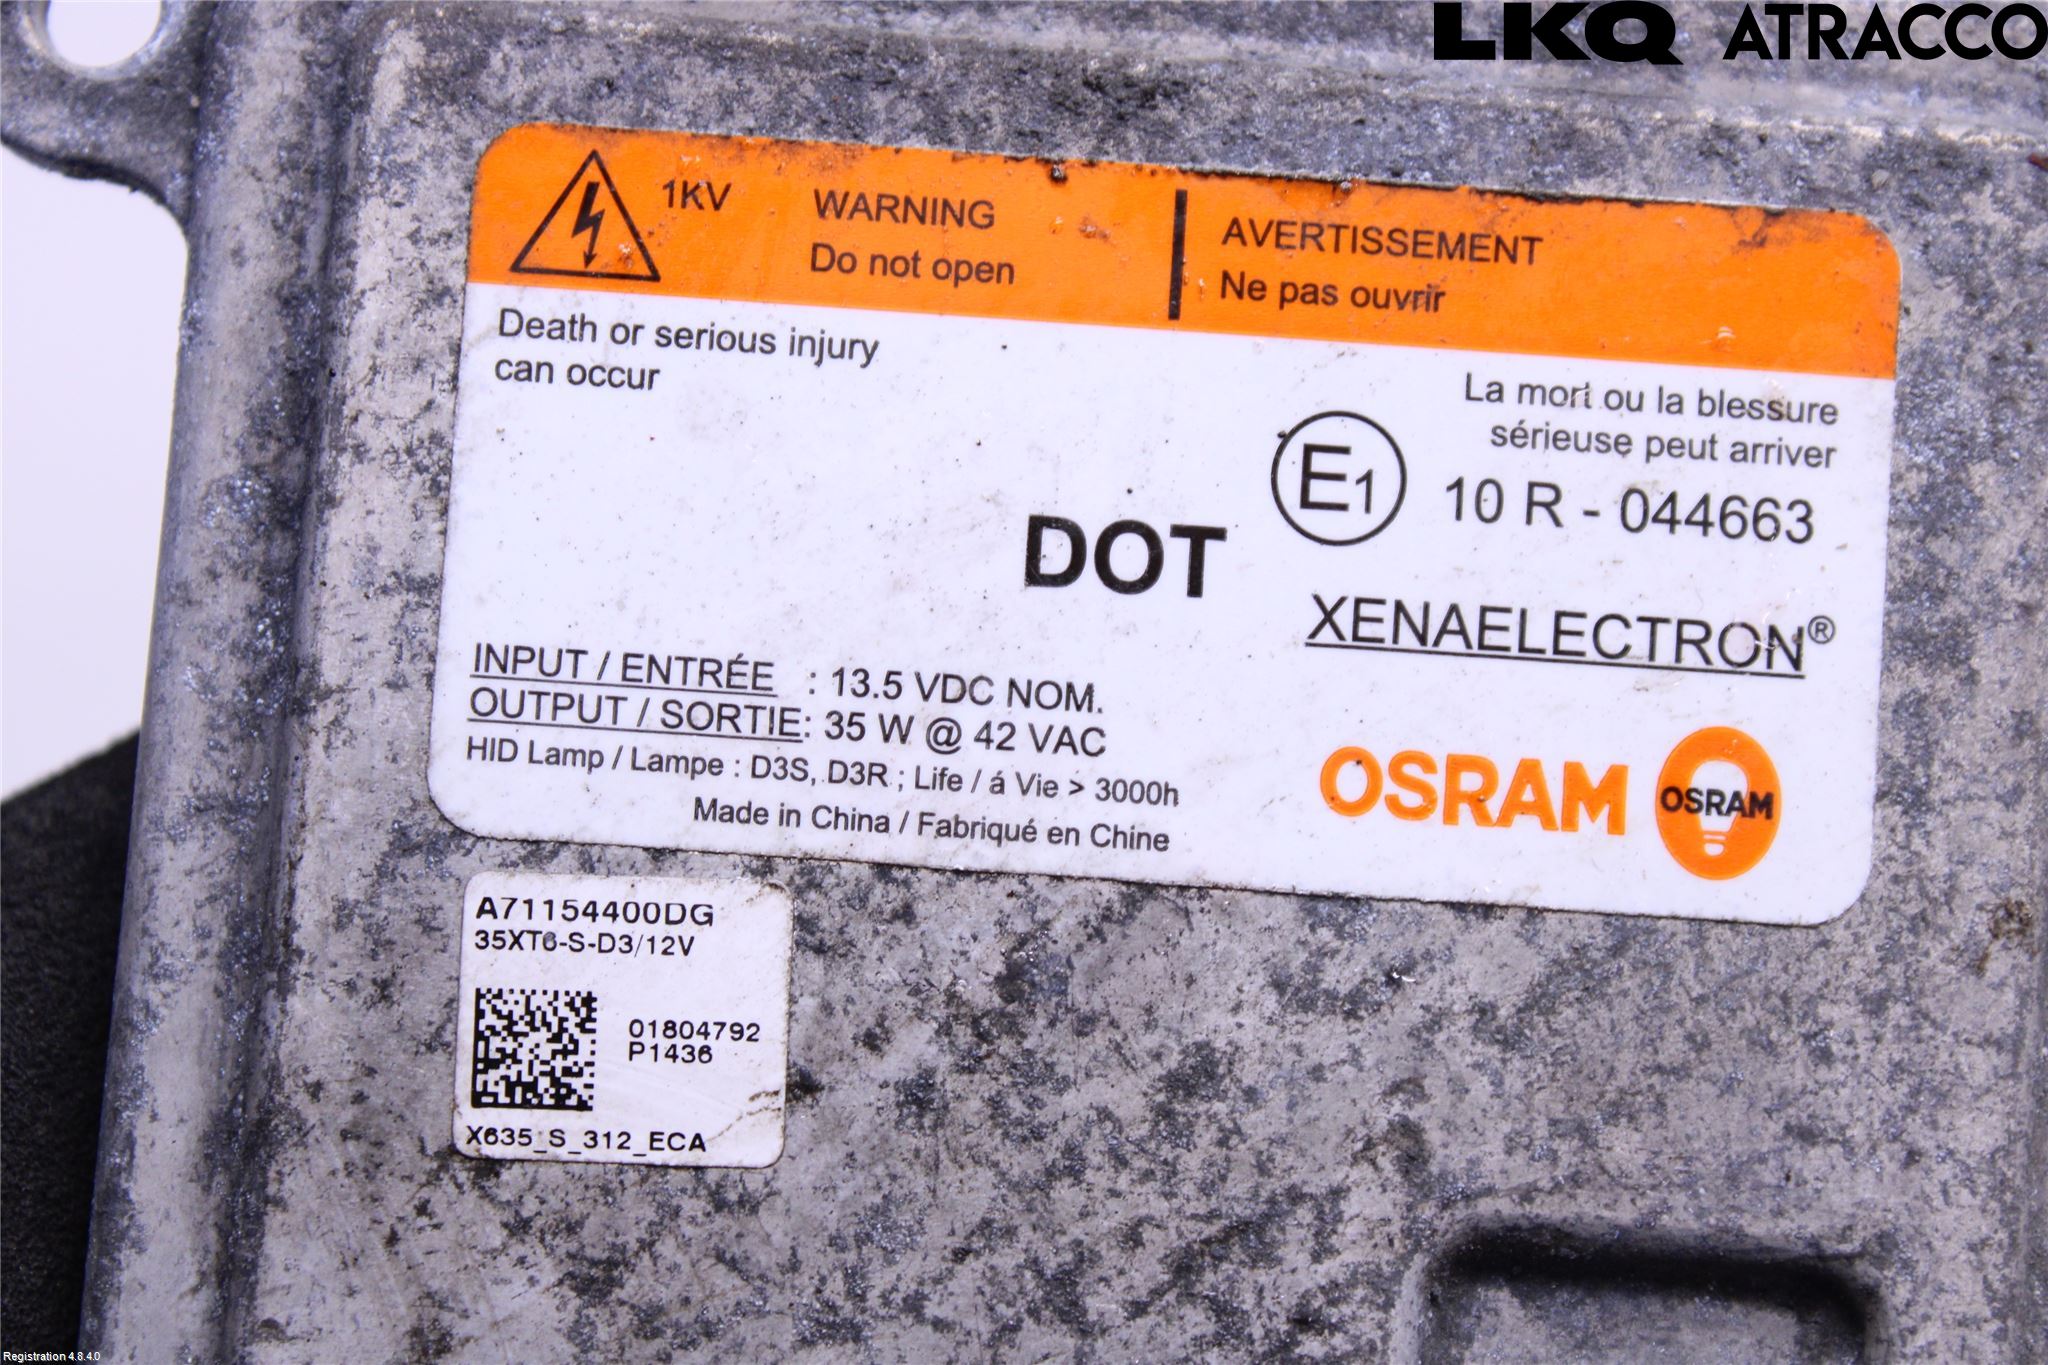 LKQ ATRACCO
1KV
WARNING
Do not open
AVERTISSEMENT
Ne pas ouvrir
Death or serious injury
can occur
La mort ou la blessure
sérieuse peut arriver
E1 10 R - 044663
DOT
XENAELECTRON®
INPUT / ENTRÉE : 13.5 VDC NOM.
OUTPUT / SORTIE: 35 W @ 42 VAC
HID Lamp / Lampe : D3S, D3R ; Life / á Vie > 3000h
Made in China / Fabriqué en Chine
OSRAM
OSRAM
A71154400DG
35XT6-S-D3/12V
01804792
P1436
X635_S_312_ECA
Registration 4.8.4.0